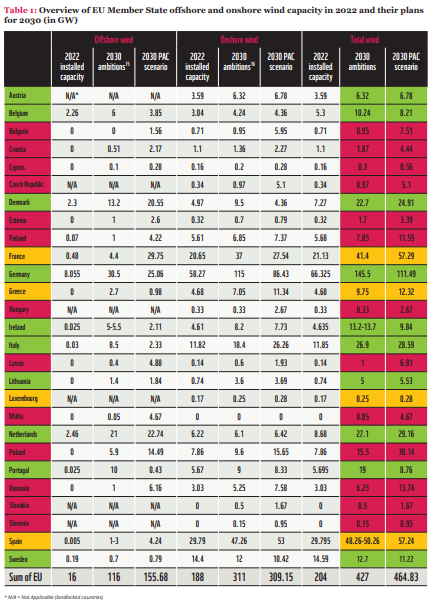 Table 1: Overview of EU Member State offshore and onshore wind capacity in 2022 and their plans
for 2030 (in GW)
Offshore wind Onshore wind Total wind
2022 installed capacity 2030 ambitions¹⁵ 2030 PAC scenario 2022 installed capacity 2030 ambitions¹⁶ 2030 PAC scenario 2022 installed capacity 2030 ambitions 2030 PAC scenario
Austria N/A* N/A N/A 3.59 6.32 6.78 3.59 6.32 6.78
Belgium 2.26 6 3.85 3.04 4.24 4.36 5.3 10.24 8.21
Bulgaria 0 0 1.56 0.71 0.95 5.95 0.71 0.95 7.51
Croatia 0 0.51 2.17 1.1 1.36 2.27 1.1 1.87 4.44
Cyprus 0 0.1 0.28 0.16 0.2 0.28 0.16 0.3 0.56
Czech Republic N/A N/A N/A 0.34 0.97 5.1 0.34 0.97 5.1
Denmark 2.3 13.2 20.55 4.97 9.5 4.36 7.27 22.7 24.91
Estonia 0 1 2.6 0.32 0.7 0.79 0.32 1.7 3.39
Finland 0.07 1 4.22 5.61 6.85 7.37 5.68 7.85 11.59
France 0.48 4.4 29.75 20.65 37 27.54 21.13 41.4 57.29
Germany 8.055 30.5 25.06 58.27 115 86.43 66.325 145.5 111.49
Greece 0 2.7 0.98 4.68 7.05 11.34 4.68 9.75 12.32
Hungary N/A N/A N/A 0.33 0.33 2.67 0.33 0.33 2.67
Ireland 0.025 5-5.5 2.11 4.61 8.2 7.73 4.635 13.2-13.7 9.84
Italy 0.03 8.5 2.33 11.82 18.4 26.26 11.85 26.9 28.59
Latvia 0 0.4 4.88 0.14 0.6 1.93 0.14 1 6.81
Lithuania 0 1.4 1.84 0.74 3.6 3.69 0.74 5 5.53
Luxembourg N/A N/A N/A 0.17 0.25 0.28 0.17 0.25 0.28
Malta 0 0.05 4.67 0 0 0 0 0.05 4.67
Netherlands 2.46 21 22.74 6.22 6.1 6.42 8.68 27.1 29.16
Poland 0 5.9 14.49 7.86 9.6 15.65 7.86 15.5 30.14
Portugal 0.025 10 0.43 5.67 9 8.33 5.695 19 8.76
Romania 0 1 6.16 3.03 5.25 7.58 3.03 6.25 13.74
Slovakia N/A N/A N/A 0 0.5 1.67 0 0.5 1.67
Slovenia N/A N/A 0 0.15 0.95 0 0.15 0.95
Spain 0.005 1-3 4.24 29.79 47.26 53 29.795 48.26-50.26 57.24
Sweden 0.19 0.7 0.79 14.4 12 10.42 14.59 12.7 11.22
Sum of EU 16 116 155.68 188 311 309.15 204 427 464.83
* N/A = Not Applicable (landlocked countries)